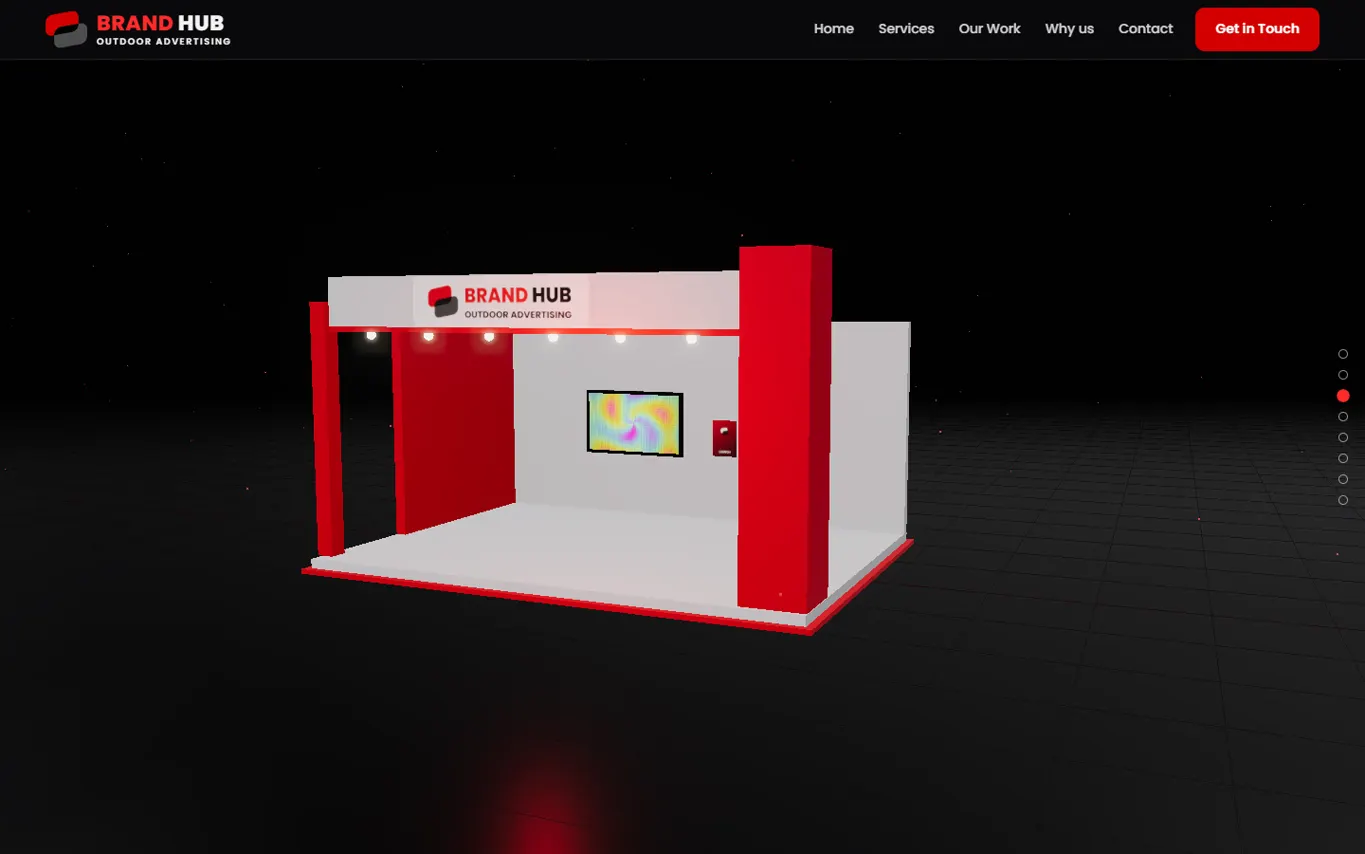 BRAND HUB
OUTDOOR ADVERTISING
Home
Services
Our Work
Why us
Contact
Get in Touch
BRAND HUB
OUTDOOR ADVERTISING